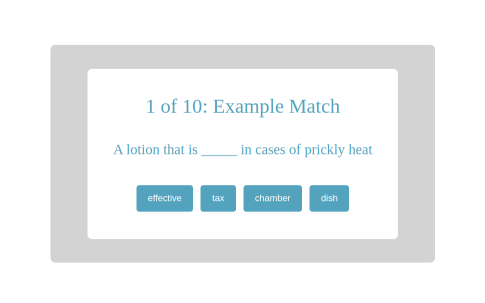 1 of 10: Example Match
A lotion that is _____ in cases of prickly heat
effective tax chamber dish